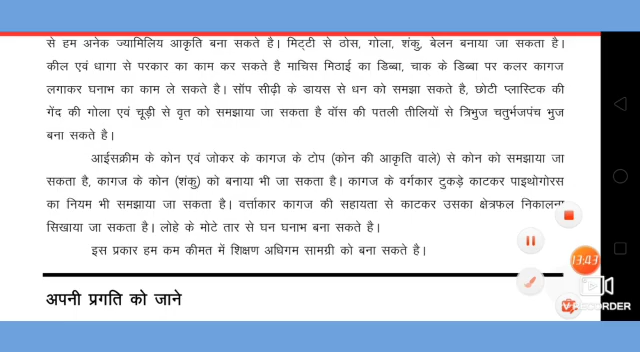 से हम अनेक ज्यामिलिय आकृति बना सकते है। मिट्टी से ठोस, गोला, शंकु, बेलन बनाया जा सकता है।
कील एवं धागा से परकार का काम कर सकते है माचिस मिठाई का डिब्बा, चाक के डिब्बा पर कलर कागज
लगाकर घनाभ का काम ले सकते है। सॉप सीढ़ी के डायस से धन को समझा सकते है, छोटी प्लास्टिक की
गेंद की गोला एवं चूड़ी से वृत को समझाया जा सकता है वॉस की पतली तीलियों से त्रिभुज चतुर्भजपंच भुज
बना सकते है।
आईसक्रीम के कोन एवं जोकर के कागज के टोप (कोन की आकृति वाले) से कोन को समझाया जा
सकता है, कागज के कोन (शंकु) को बनाया भी जा सकता है। कागज के वर्गकार टुकड़े काटकर पाइथोगोरस
का नियम भी समझाया जा सकता है। वर्त्ताकार कागज की सहायता से काटकर उसका क्षेत्रफल निकालना
सिखाया जा सकता है। लोहे के मोटे तार से घन घनाभ बना सकते है।
इस प्रकार हम कम कीमत में शिक्षण अधिगम सामग्री को बना सकते है।
13:43
RECORDER
अपनी प्रगति को जाने